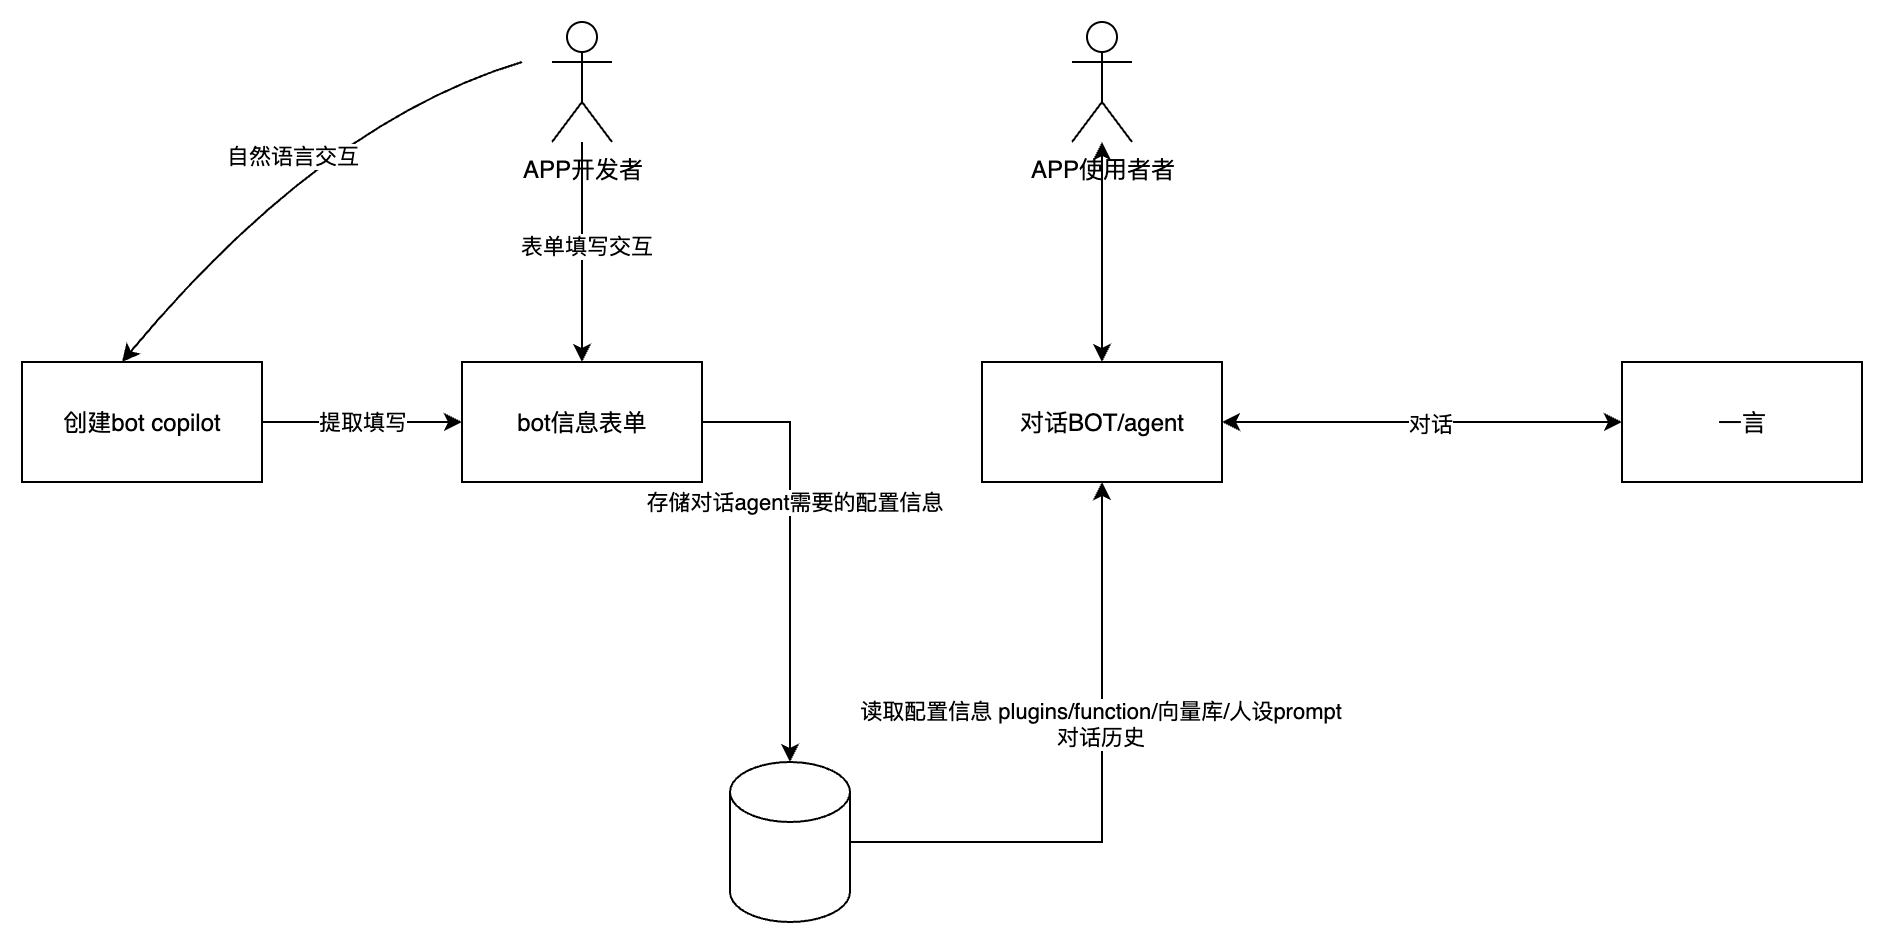 自然语言交互
APP开发者
APP使用者者
表单填写交互
创建bot copilot
提取填写
bot信息表单
对话BOT/agent
对话
一言
存储对话agent需要的配置信息
读取配置信息 plugins/function/向量库/人设prompt
对话历史